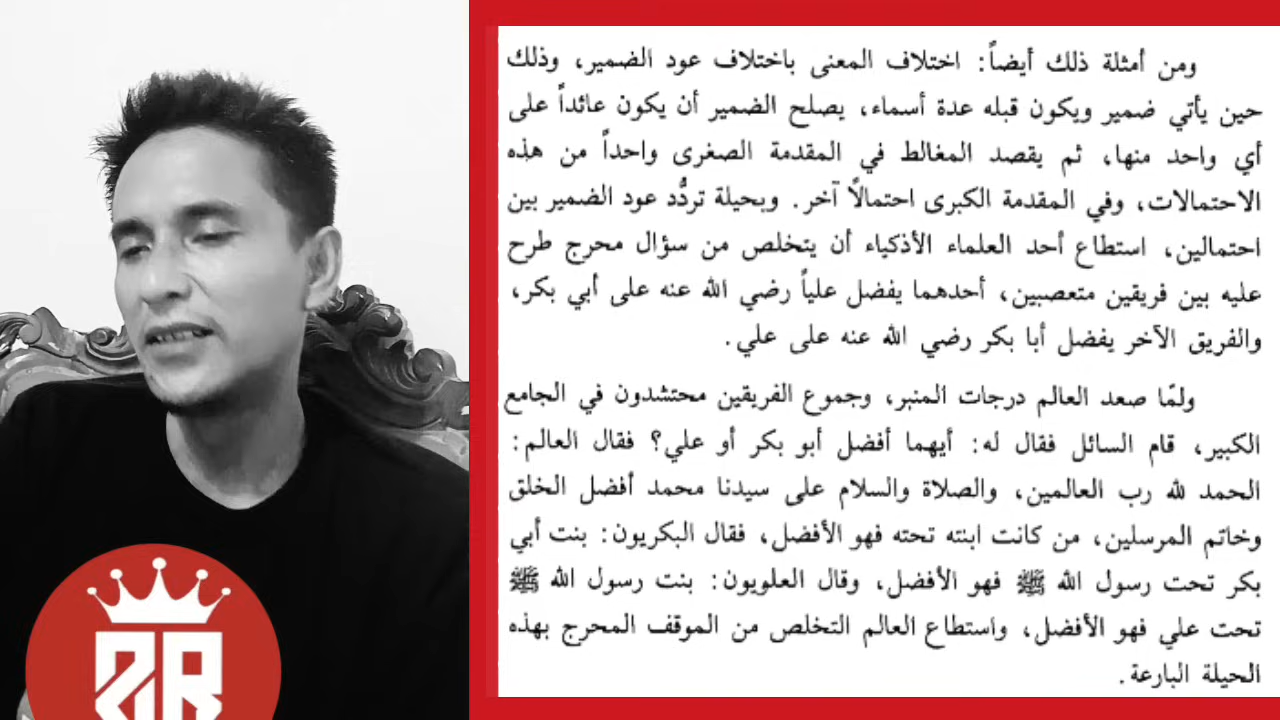 ومن أمثلة ذلك أيضاً: اختلاف المعنى باختلاف عود الضمير، وذلك
حين يأتي ضمير ويكون قبله عدة أسماء، يصلح الضمير أن يكون عائداً على
أي واحد منها، ثم يقصد المغالط في المقدمة الصغرى واحداً من هذه
الاحتمالات، وفي المقدمة الكبرى احتمالًا آخر. وبحيلة تردُّد عود الضمير بين
احتمالين، استطاع أحد العلماء الأذكياء أن يتخلص من سؤال محرج طرح
عليه بين فريقين متعصبين، أحدهما يفضل علياً رضي الله عنه على أبي بكر،
والفريق الآخر يفضل أبا بكر رضي الله عنه على علي.
ولمّا صعد العالم درجات المنبر، وجموع الفريقين محتشدون في الجامع
الكبير، قام السائل فقال له: أيهما أفضل أبو بكر أو علي؟ فقال العالم:
الحمد لله رب العالمين، والصلاة والسلام على سيدنا محمد أفضل الخلق
وخاتم المرسلين، من كانت ابنته تحته فهو الأفضل، فقال البكريون: بنت أبي
بكر تحت رسول الله ﷺ فهو الأفضل، وقال العلويون: بنت رسول الله ﷺ
تحت علي فهو الأفضل، واستطاع العالم التخلص من الموقف المحرج بهذه
الحيلة البارعة.
ZR